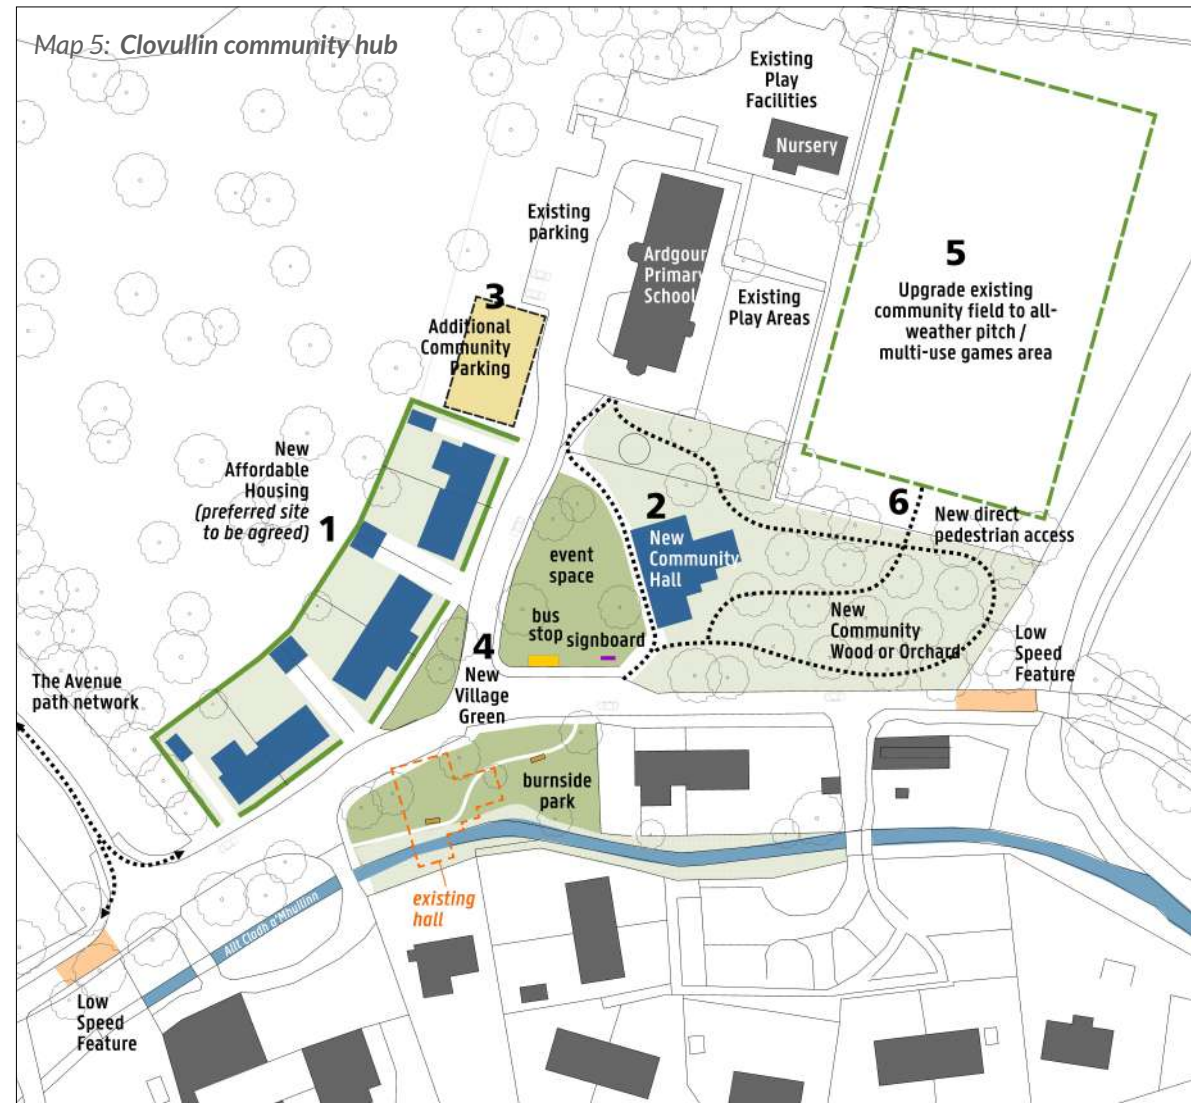 Map 5: Clovullin community hub
Existing
Play
Facilities
Nursery
Existing
parking
Ardgour
Primary
School
Existing
Play Areas
5
Upgrade existing
community field to all-
weather pitch /
multi-use games area
3
Additional
Community
Parking
New
Affordable
Housing
(preferred site
to be agreed)
1
2
New
Community
Hall
6
New direct
pedestrian access
event
space
bus
stop
signboard
New
Community
Wood or Orchard
Low
Speed
Feature
4
New
Village
Green
The Avenue
path network
burnside
park
existing
hall
Allt Clodh a'Mhuilinn
Low
Speed
Feature